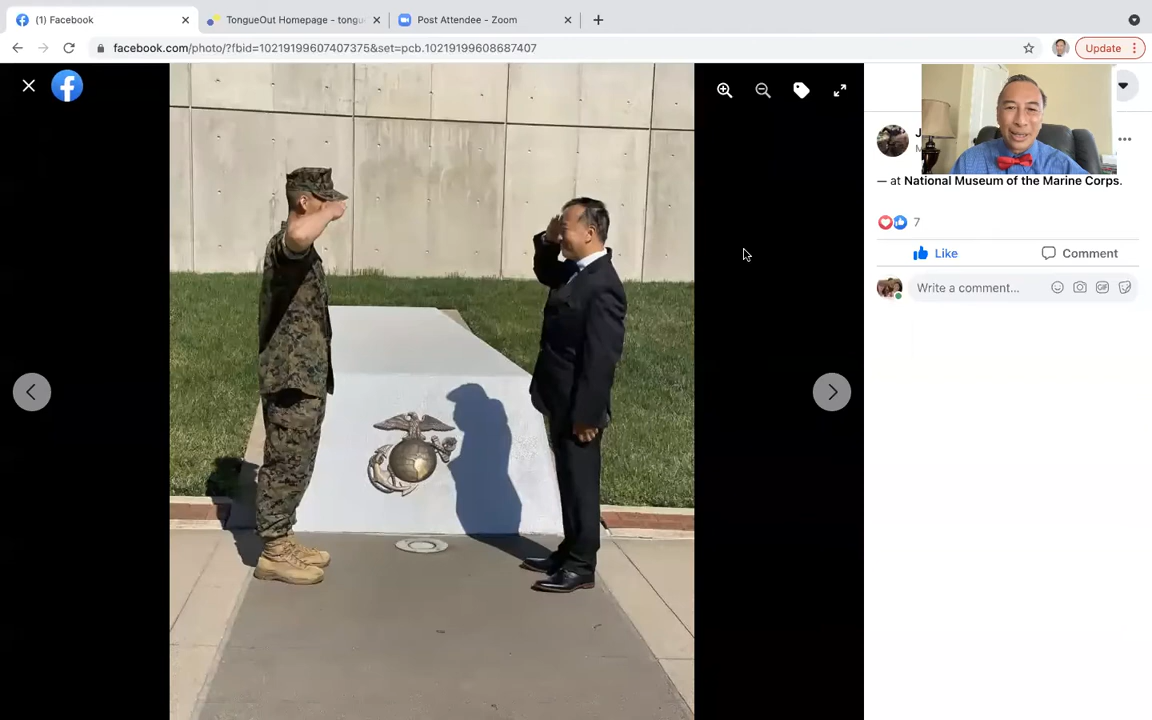 (1) Facebook
TongueOut Homepage - tongu
Post Attendee - Zoom
facebook.com/photo/?fbid=10219199607407375&set=pcb.10219199608687407
Update
J
— at National Museum of the Marine Corps.
7
Like
Comment
Write a comment...
GIF